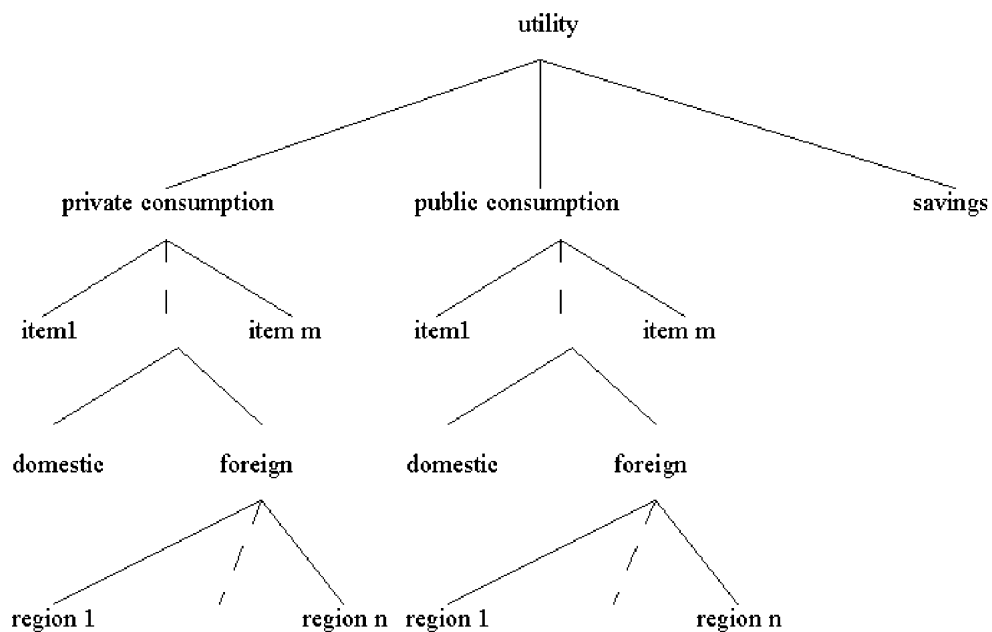 utility
private consumption public consumption savings
item1 item m item1 item m
domestic foreign domestic foreign
region 1 region n region 1 region n